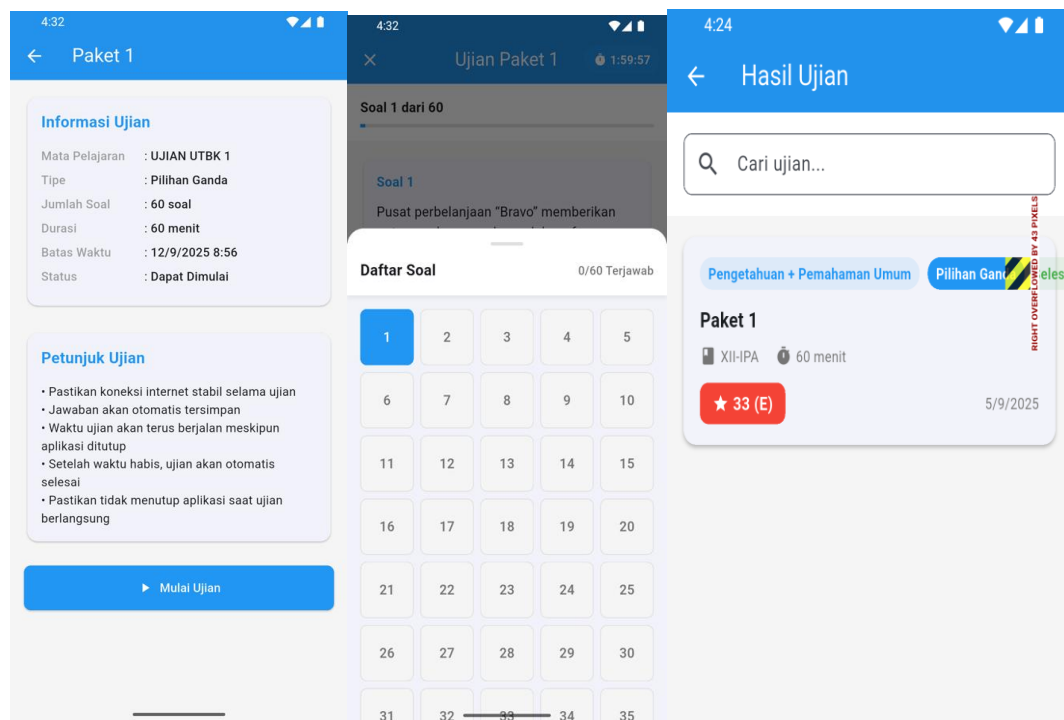 4:32
Paket 1
Informasi Ujian
Mata Pelajaran : UJIAN UTBK 1
Tipe : Pilihan Ganda
Jumlah Soal : 60 soal
Durasi : 60 menit
Batas Waktu : 12/9/2025 8:56
Status : Dapat Dimulai
Petunjuk Ujian
• Pastikan koneksi internet stabil selama ujian
• Jawaban akan otomatis tersimpan
• Waktu ujian akan terus berjalan meskipun
aplikasi ditutup
• Setelah waktu habis, ujian akan otomatis
selesai
• Pastikan tidak menutup aplikasi saat ujian
berlangsung
Mulai Ujian
4:32
Ujian Paket 1 1:59:57
Soal 1 dari 60
Soal 1
Pusat perbelanjaan "Bravo" memberikan
Daftar Soal 0/60 Terjawab
1 2 3 4 5
6 7 8 9 10
11 12 13 14 15
16 17 18 19 20
21 22 23 24 25
26 27 28 29 30
31 32 33 34 35
4:24
Hasil Ujian
Cari ujian...
RIGHT OVERFLOWED BY 43 PIXELS
Pengetahuan + Pemahaman Umum Pilihan Gan eles
Paket 1
XII-IPA 60 menit
33 (E) 5/9/2025